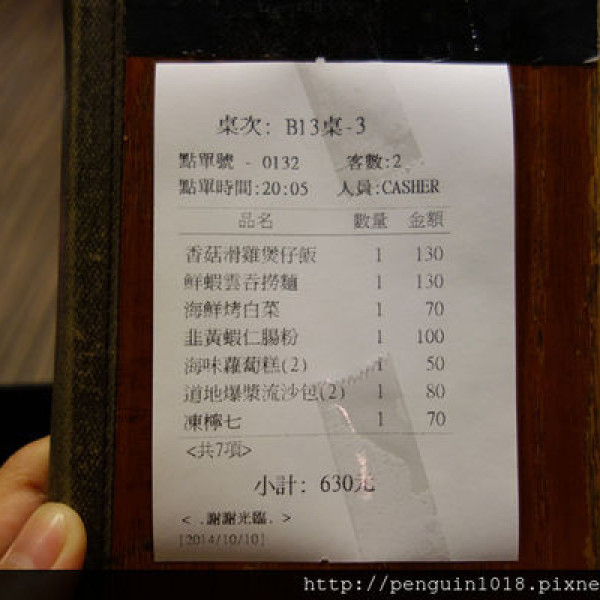 桌次: B13桌-3
點單號 - 0132 客數:2
點單時間:20:05 人員:CASHER
品名 數量 金額
香菇滑雞煲仔飯 1 130
鮮蝦雲吞撈麵 1 130
海鮮烤白菜 1 70
韭黃蝦仁腸粉 1 100
海味蘿蔔糕(2) 1 50
道地爆漿流沙包(2) 1 80
凍檸七 1 70
<共7項>
小計: 630元
< .謝謝光臨. >
[2014/10/10]
http://penguin1018.pixne